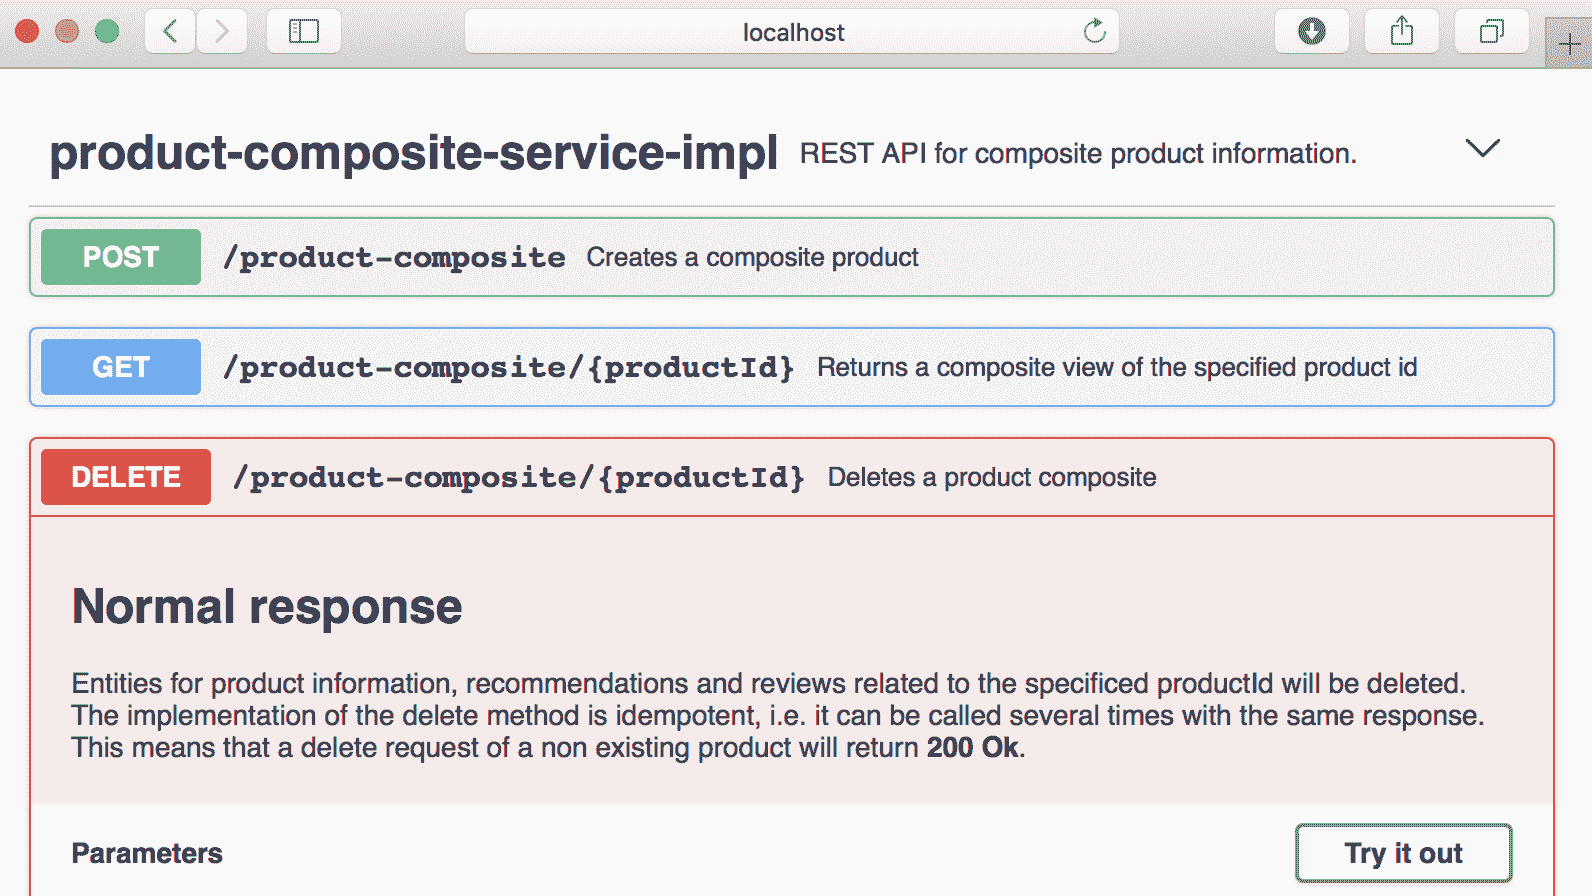 localhost
product-composite-service-impl REST API for composite product information.
POST /product-composite Creates a composite product
GET /product-composite/{productId} Returns a composite view of the specified product id
DELETE /product-composite/{productId} Deletes a product composite
Normal response
Entities for product information, recommendations and reviews related to the specificed productId will be deleted.
The implementation of the delete method is idempotent, i.e. it can be called several times with the same response.
This means that a delete request of a non existing product will return 200 Ok.
Parameters
Try it out